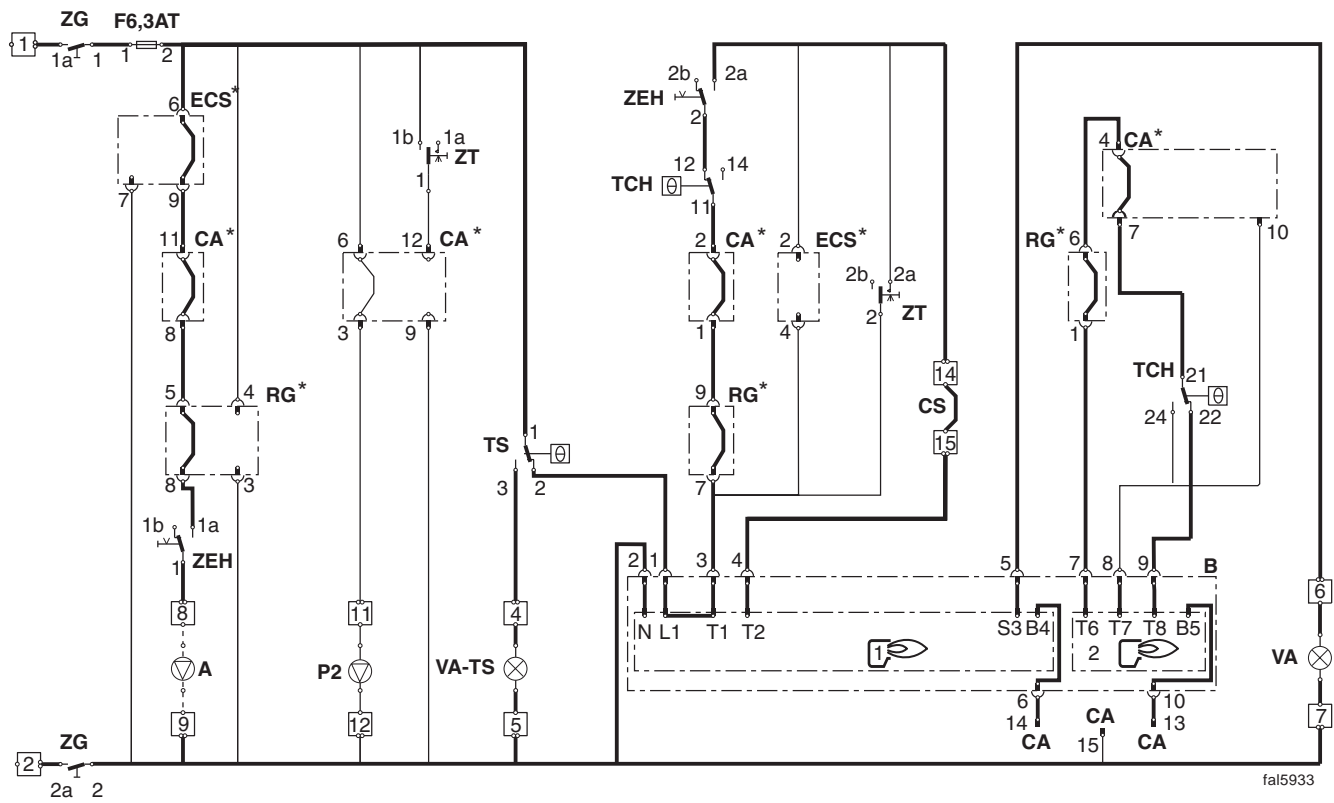 ZG F6,3AT
1
1a 1 1 2
2b 2a
ZEH
2
6 ECS*
1b 1a
ZT
1
4 CA*
12 14
TCH θ
11
7 9
7 10
11 CA*
6 12 CA*
2 CA*
2 ECS*
RG* 6
2b 2a
2 ZT
8
3 9
1
4
1
14
CS
15
TCH 21
θ
24 22
5 4 RG*
9 RG*
TS 1
θ
3 2
8 3
7
1b 1a
ZEH
1
2 1 3 4 5 7 8 9 B
8
11
4
6
N L1 T1 T2 S3 B4 T6 T7 T8 B5
1
2
A
P2
VA-TS
VA
9
12
5
7
6 10
14 13
CA CA CA
15
ZG
2
2a 2
fal5933